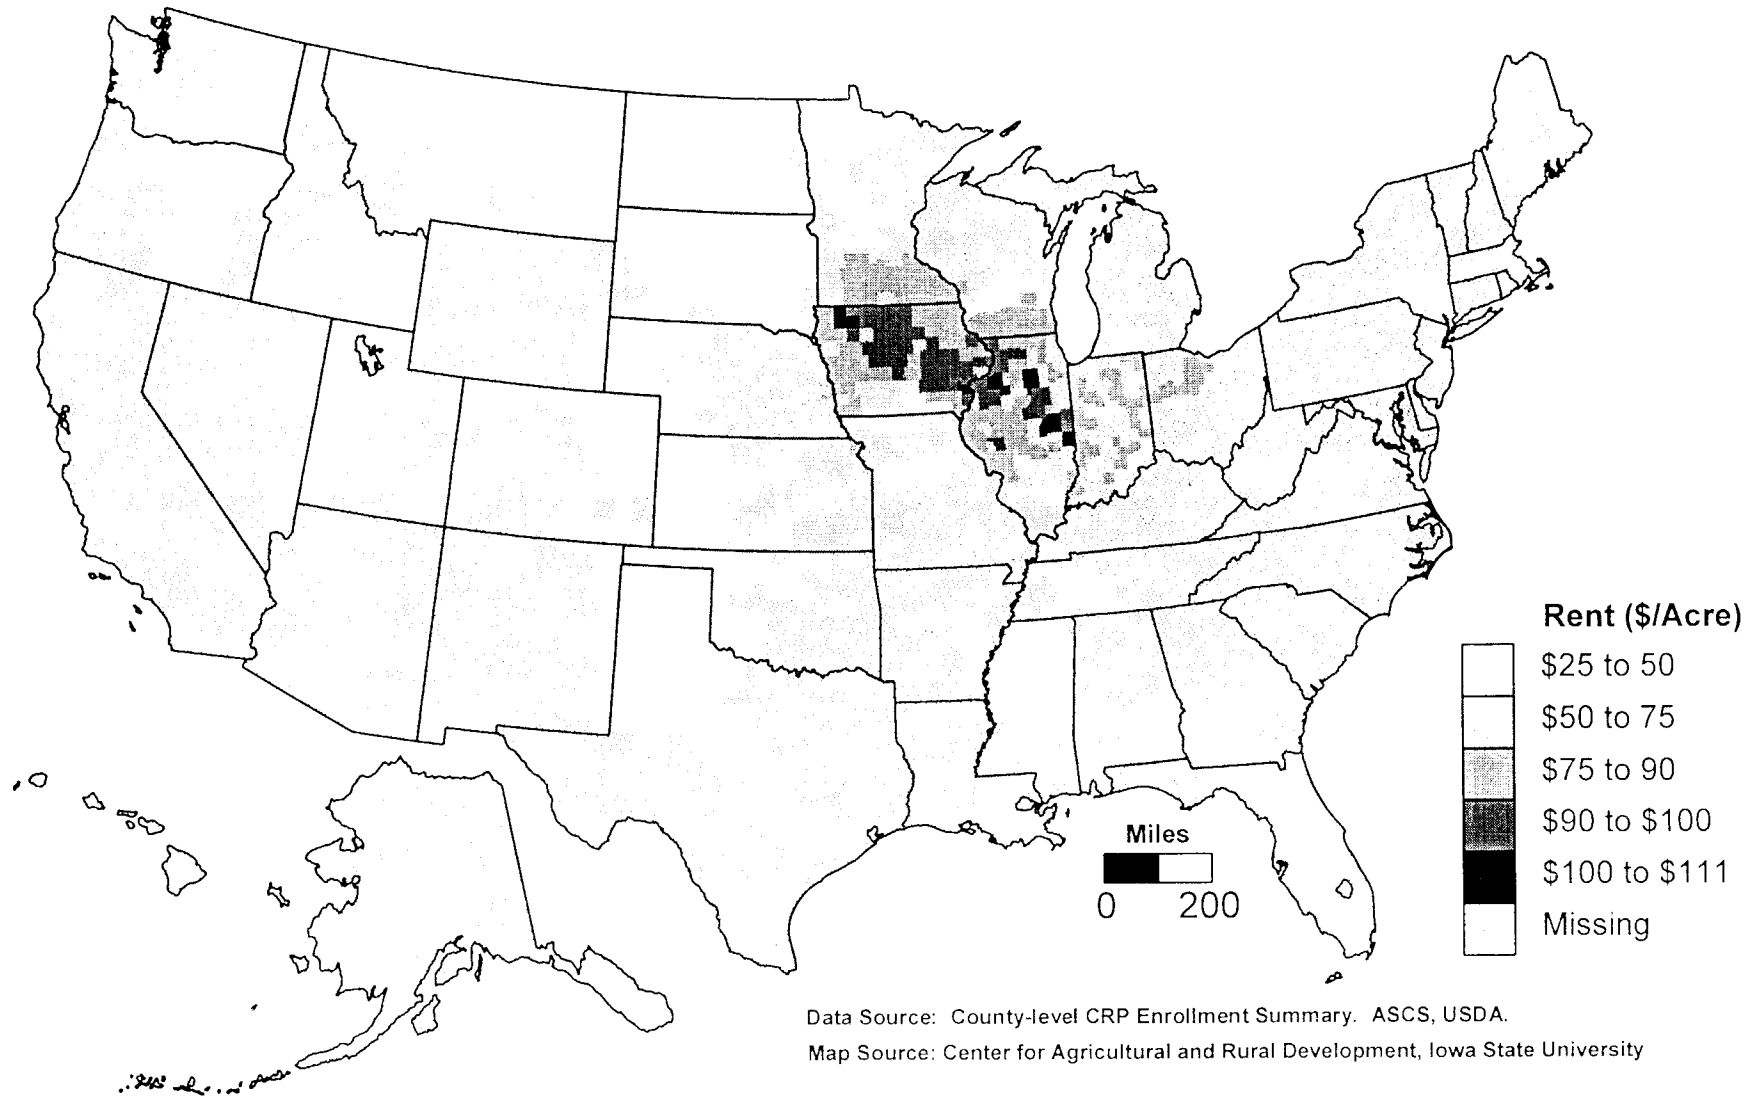 Rent ($/Acre)
$25 to 50
$50 to 75
$75 to 90
$90 to $100
$100 to $111
Missing
Miles
0 200
Data Source: County-level CRP Enrollment Summary. ASCS, USDA.
Map Source: Center for Agricultural and Rural Development, Iowa State University